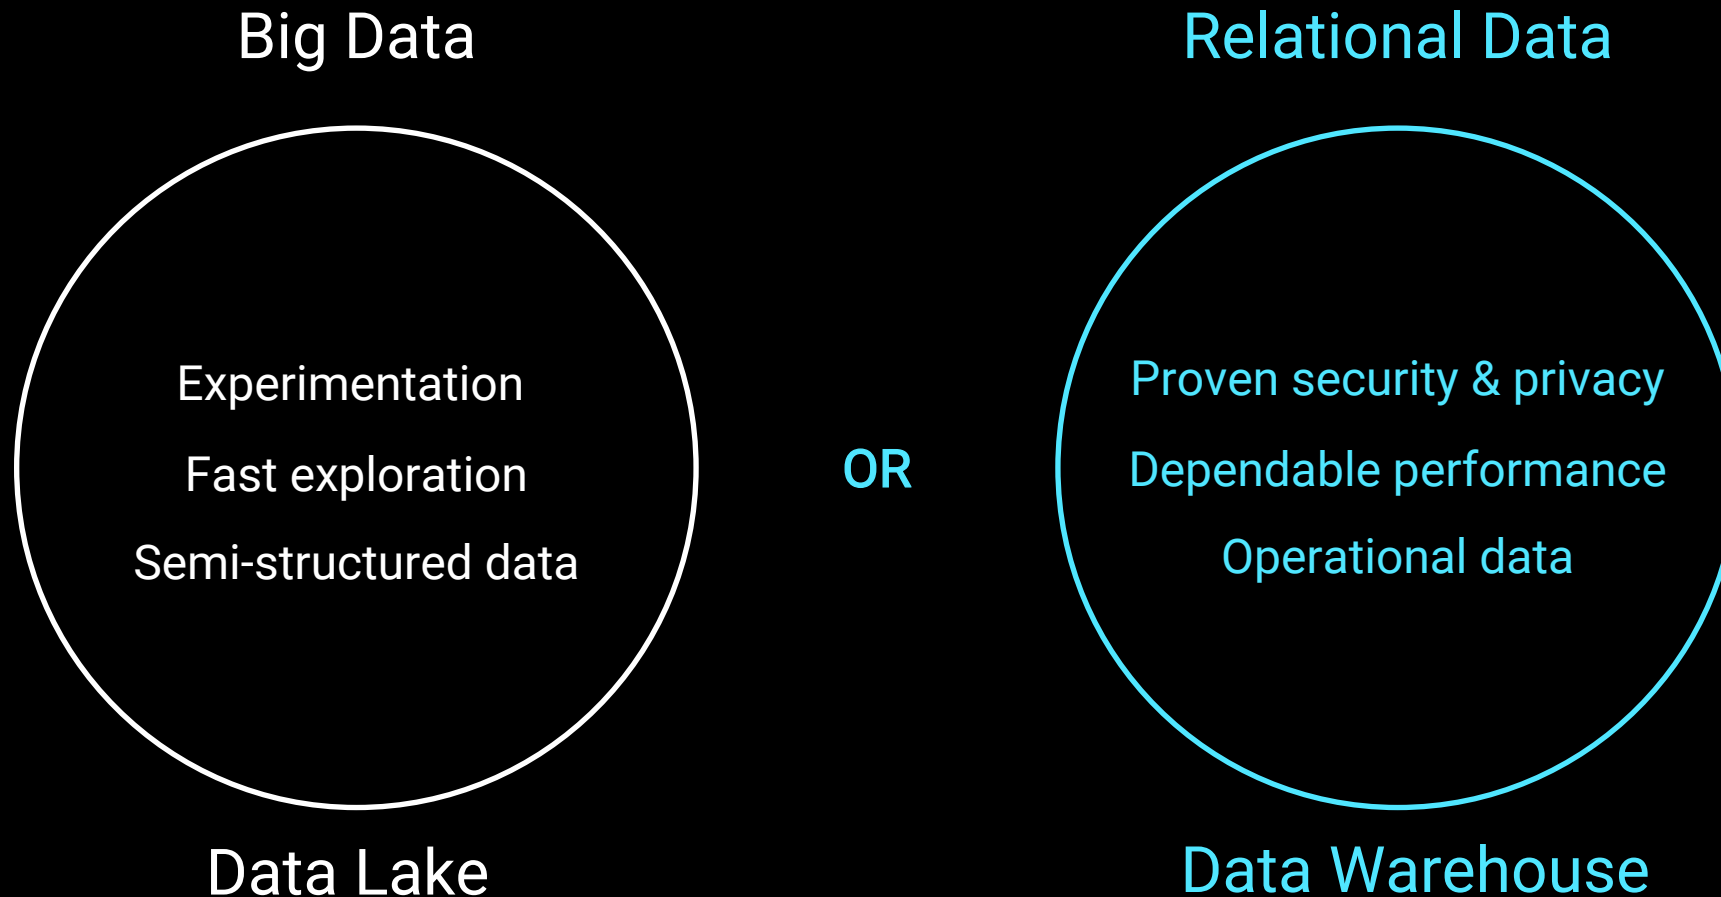 Big Data
Experimentation
Fast exploration
Semi-structured data
Data Lake
OR
Relational Data
Proven security & privacy
Dependable performance
Operational data
Data Warehouse